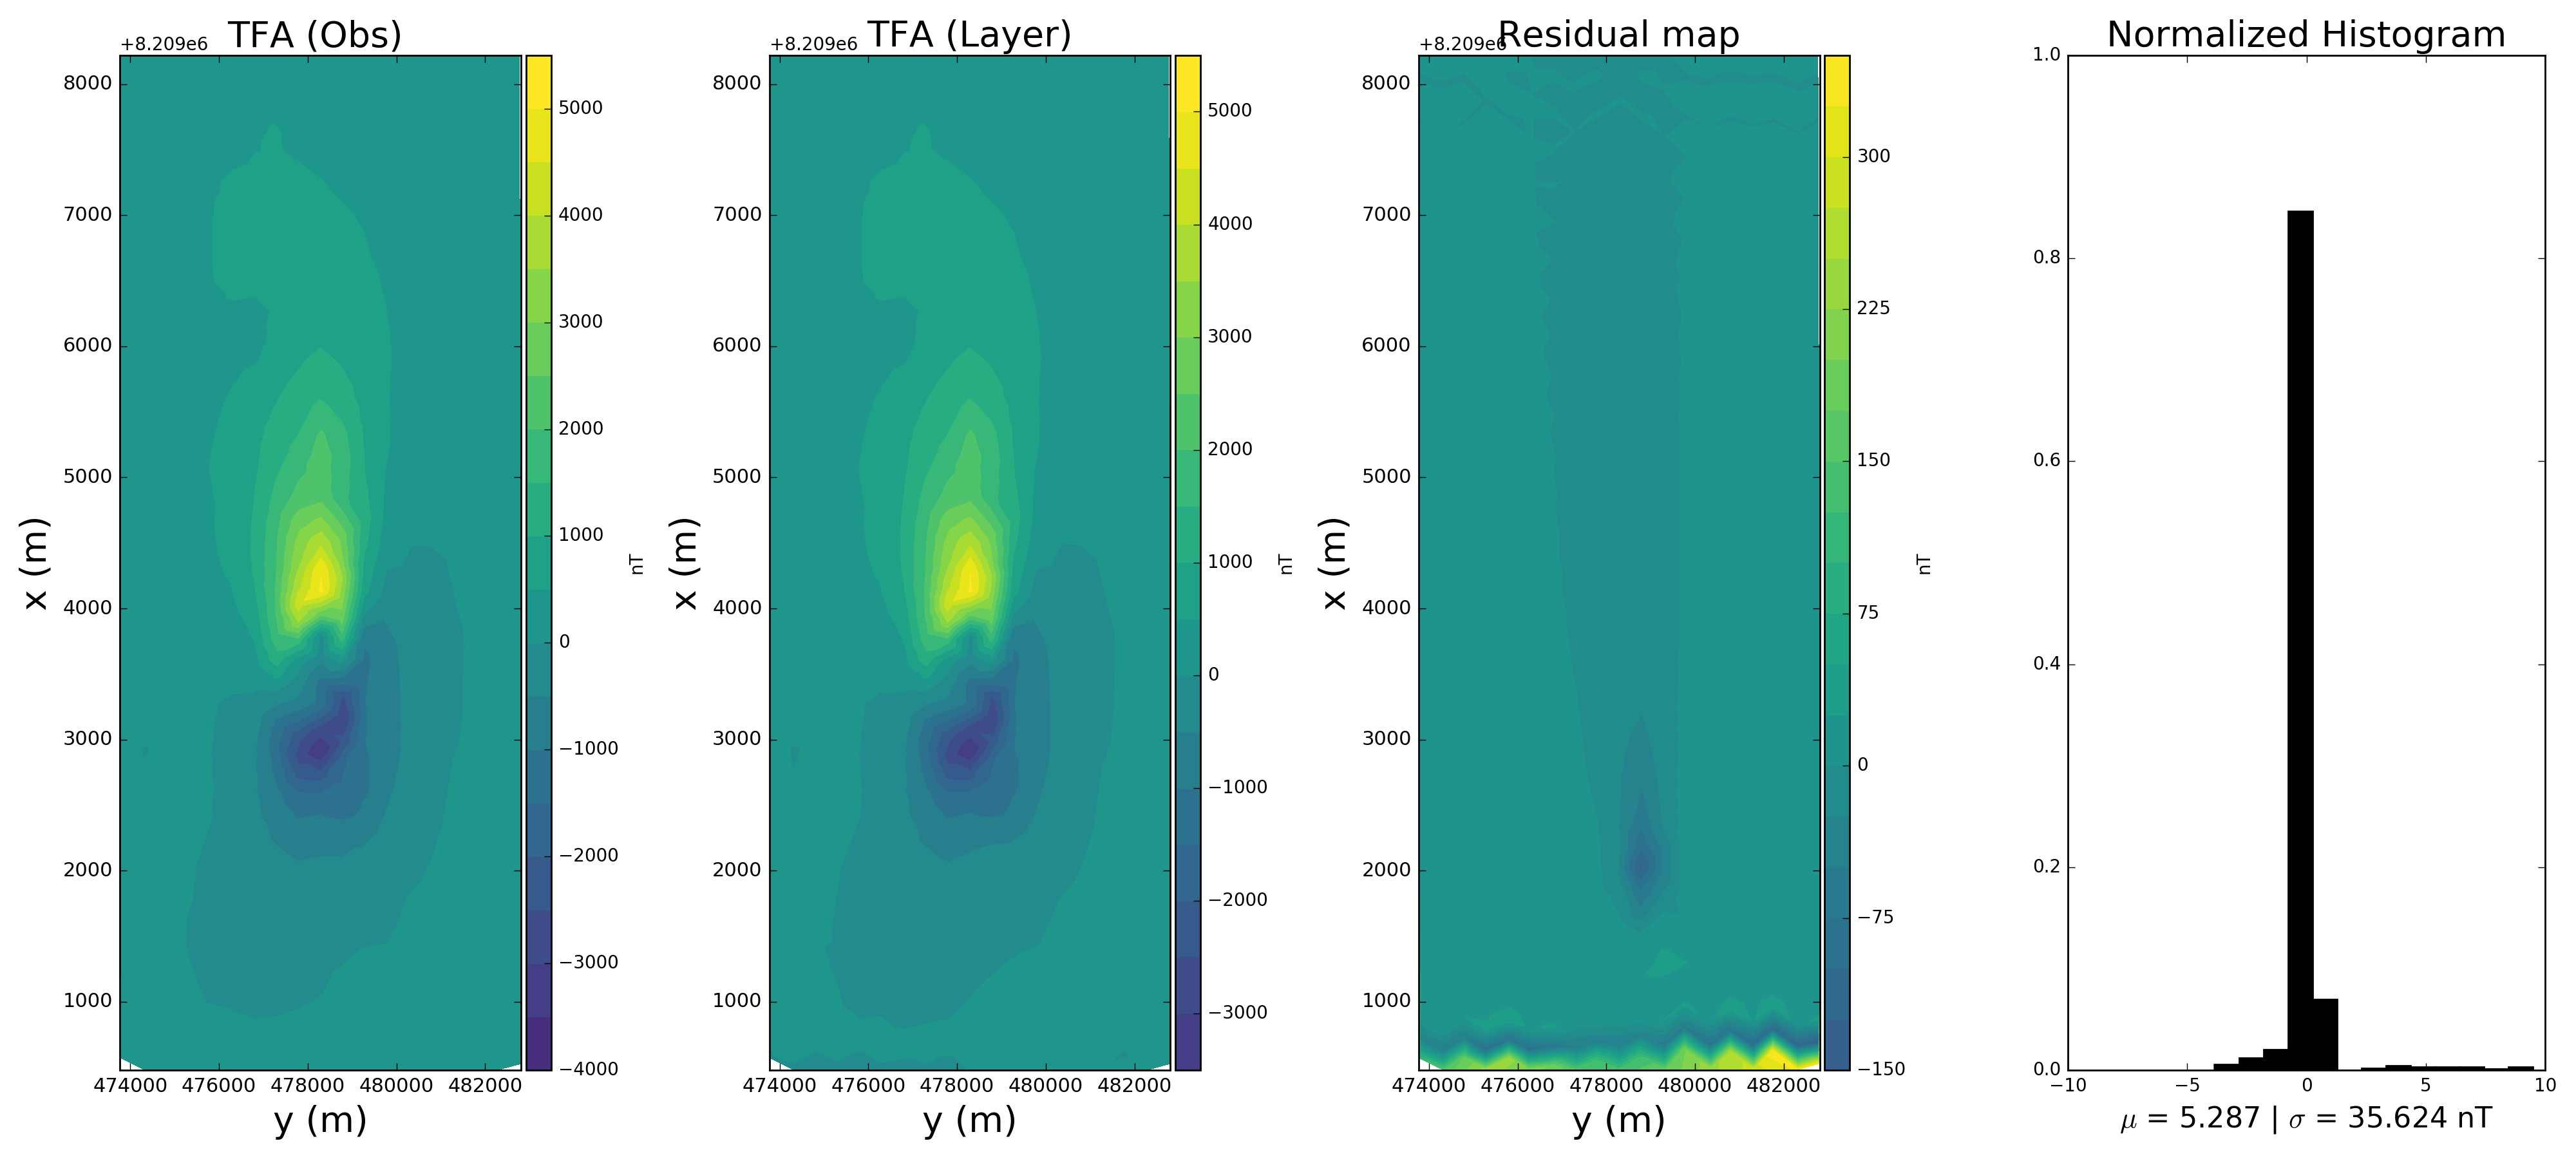 TFA (Obs)
+8.209e6
8000
7000
6000
5000
4000
3000
2000
1000
x (m)
474000 476000 478000 480000 482000
y (m)
5000
4000
3000
2000
1000
0
−1000
−2000
−3000
−4000
nT
TFA (Layer)
+8.209e6
8000
7000
6000
5000
4000
3000
2000
1000
x (m)
474000 476000 478000 480000 482000
y (m)
5000
4000
3000
2000
1000
0
−1000
−2000
−3000
nT
Residual map
+8.209e6
8000
7000
6000
5000
4000
3000
2000
1000
x (m)
474000 476000 478000 480000 482000
y (m)
300
225
150
75
0
−75
−150
nT
Normalized Histogram
1.0
0.8
0.6
0.4
0.2
0.0
−10 −5 0 5 10
μ = 5.287 | σ = 35.624 nT